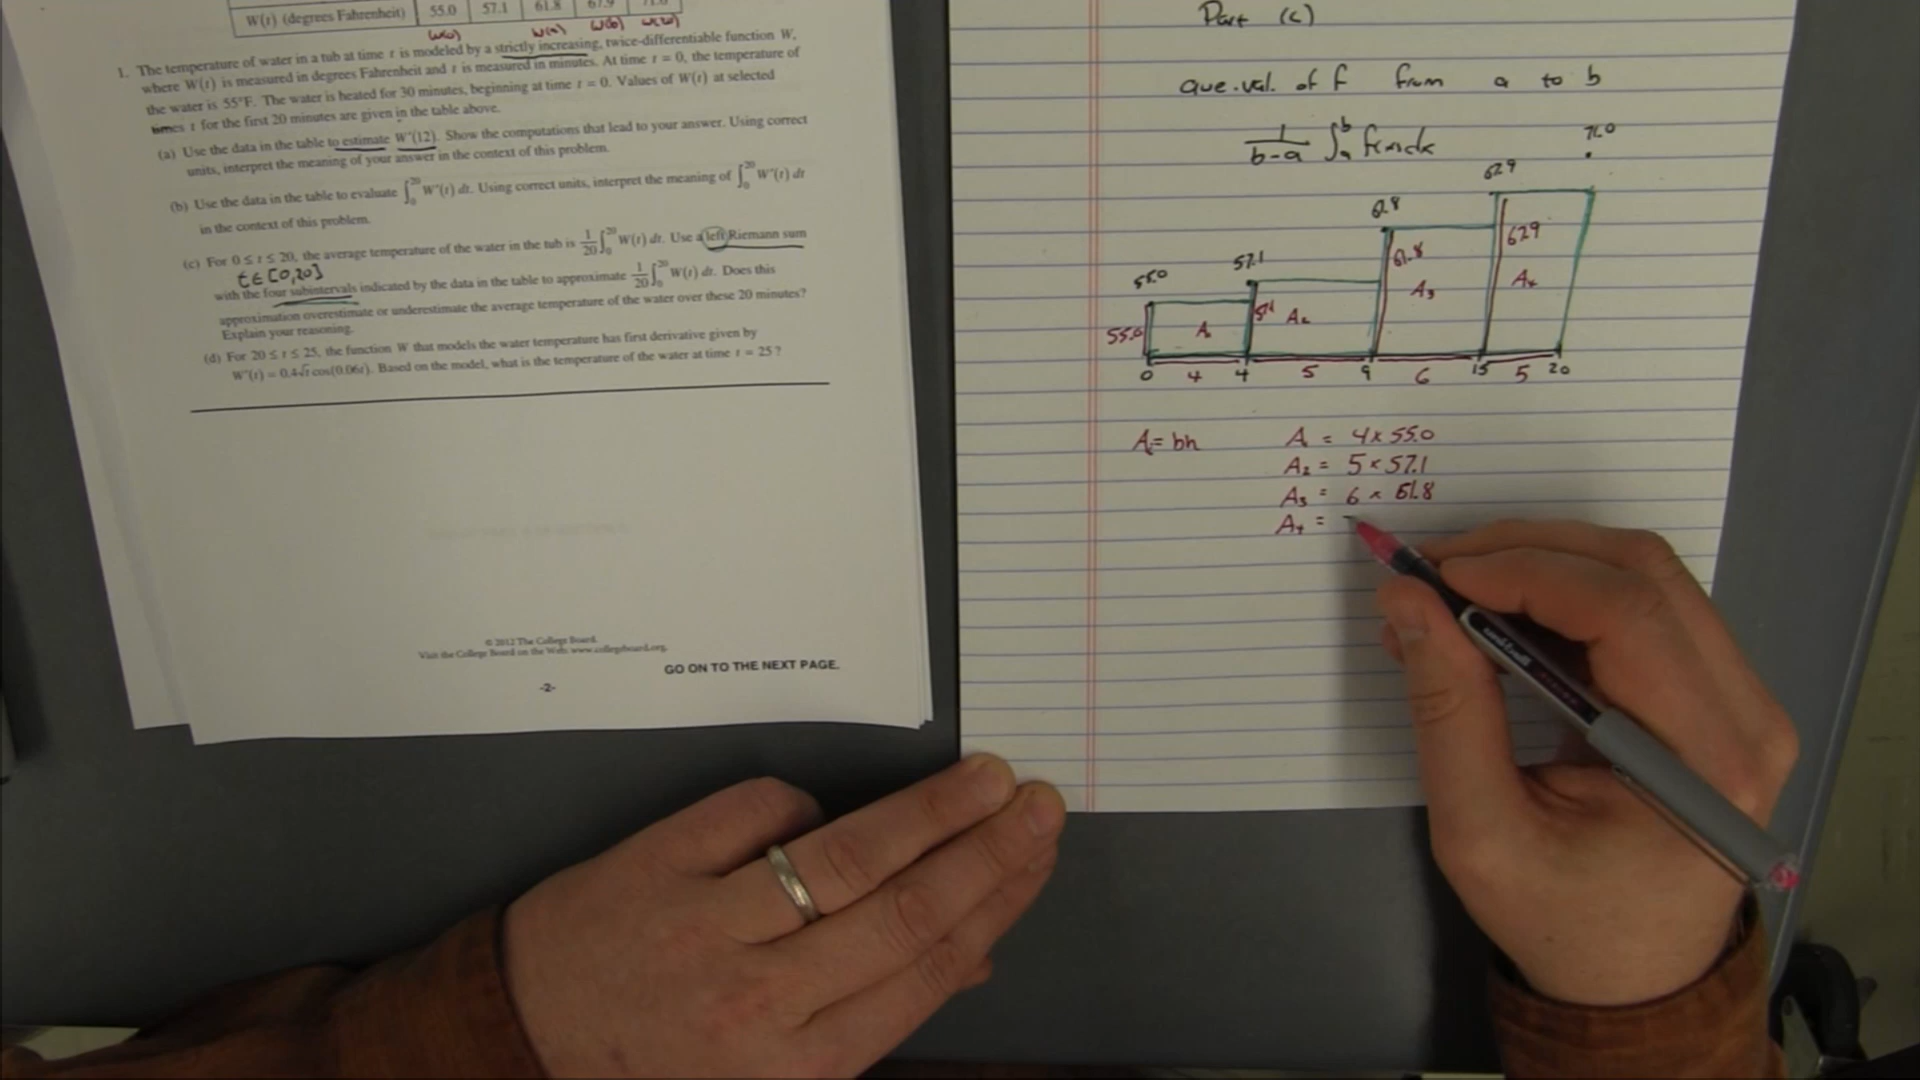 W(t) (degrees Fahrenheit) 55.0 57.1 61.8 67.9 71.0
W(0) W(9) W(15) W(20)
1. The temperature of water in a tub at time t is modeled by a strictly increasing, twice-differentiable function W,
where W(t) is measured in degrees Fahrenheit and t is measured in minutes. At time t = 0, the temperature of
the water is 55°F. The water is heated for 30 minutes, beginning at time t = 0. Values of W(t) at selected
times t for the first 20 minutes are given in the table above.
(a) Use the data in the table to estimate W'(12). Show the computations that lead to your answer. Using correct
units, interpret the meaning of your answer in the context of this problem.
(b) Use the data in the table to evaluate ∫₀²⁰ W'(t) dt. Using correct units, interpret the meaning of ∫₀²⁰ W'(t) dt
in the context of this problem.
(c) For 0 ≤ t ≤ 20, the average temperature of the water in the tub is 1/20 ∫₀²⁰ W(t) dt. Use a left Riemann sum
t∈[0,20]
with the four subintervals indicated by the data in the table to approximate 1/20 ∫₀²⁰ W(t) dt. Does this
approximation overestimate or underestimate the average temperature of the water over these 20 minutes?
Explain your reasoning.
(d) For 20 ≤ t ≤ 25, the function W that models the water temperature has first derivative given by
W'(t) = 0.4√t cos(0.06t). Based on the model, what is the temperature of the water at time t = 25?
© 2012 The College Board.
Visit the College Board on the Web: www.collegeboard.org.
GO ON TO THE NEXT PAGE.
-2-
Part (c)
ave.val. of f from a to b
1/b-a ∫ₐᵇ f(x)dx
71.0
67.9
61.8
57.1
55.0
67.9
61.8
57.1
55.0
A₁ A₂ A₃ A₄
0 4 4 5 9 6 15 5 20
A = bh
A₁ = 4 x 55.0
A₂ = 5 x 57.1
A₃ = 6 x 61.8
A₄ =